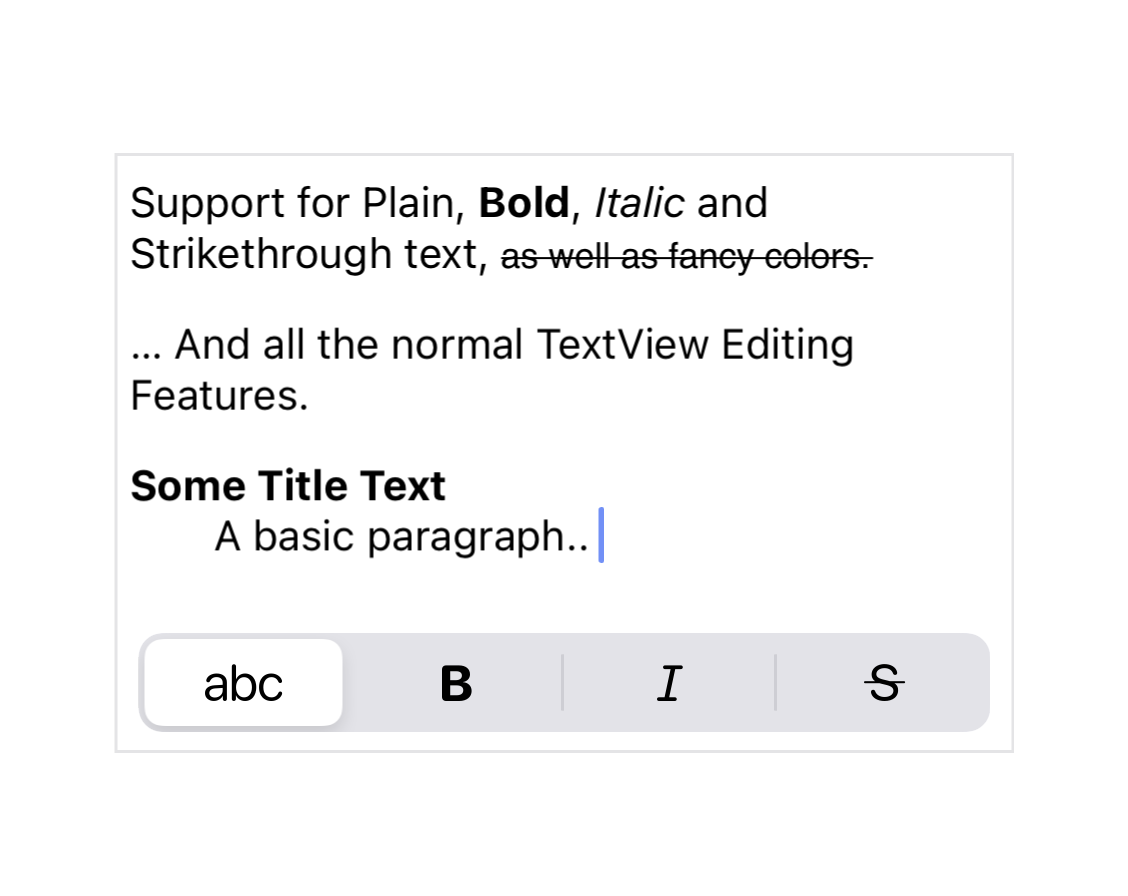 Support for Plain, Bold, Italic and
Strikethrough text, as well as fancy colors.
... And all the normal TextView Editing
Features.
Some Title Text
A basic paragraph..
abc B I S